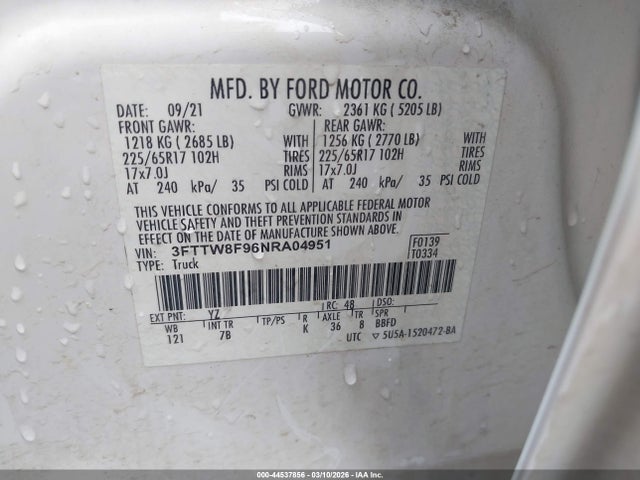 MFD. BY FORD MOTOR CO.
DATE: 09/21 GVWR: 2361 KG ( 5205 LB)
FRONT GAWR: REAR GAWR:
1218 KG ( 2685 LB) WITH 1256 KG ( 2770 LB) WITH
225/65R17 102H TIRES 225/65R17 102H TIRES
17x7.0J RIMS 17x7.0J RIMS
AT 240 kPa/ 35 PSI COLD AT 240 kPa/ 35 PSI COLD
THIS VEHICLE CONFORMS TO ALL APPLICABLE FEDERAL MOTOR
VEHICLE SAFETY AND THEFT PREVENTION STANDARDS IN
EFFECT ON THE DATE OF MANUFACTURE SHOWN ABOVE.
VIN: 3FTTW8F96NRA04951 F0139
TYPE: Truck T0334
EXT PNT: YZ RC: 48 DSO:
WB INT TR TP/PS R AXLE TR SPR
121 7B K 36 8 BBFD
UTC 5U5A-1520472-BA
000-44537856 - 03/10/2026 - IAA Inc.